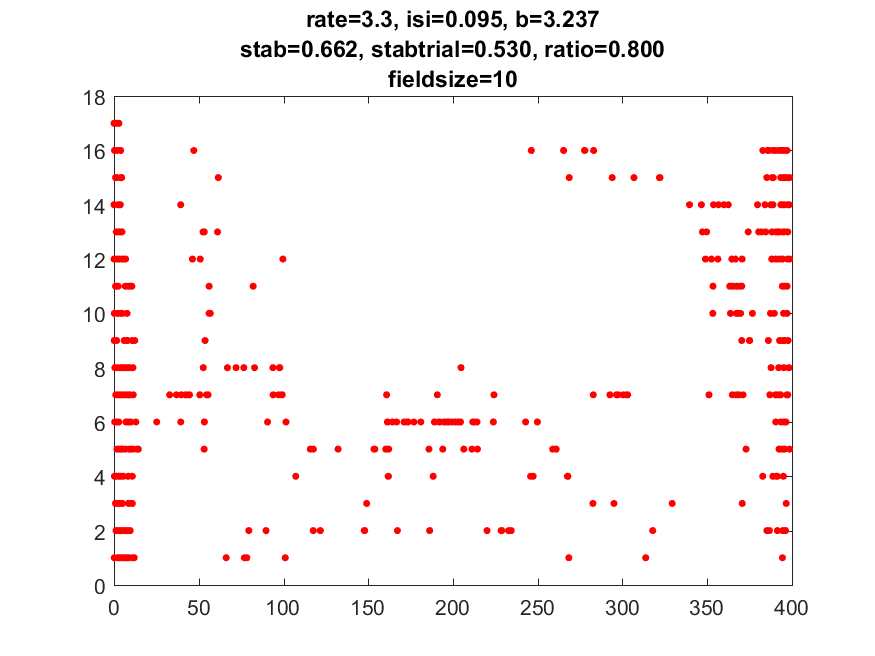 rate=3.3, isi=0.095, b=3.237
stab=0.662, stabtrial=0.530, ratio=0.800
fieldsize=10
18
16
14
12
10
8
6
4
2
0
0 50 100 150 200 250 300 350 400